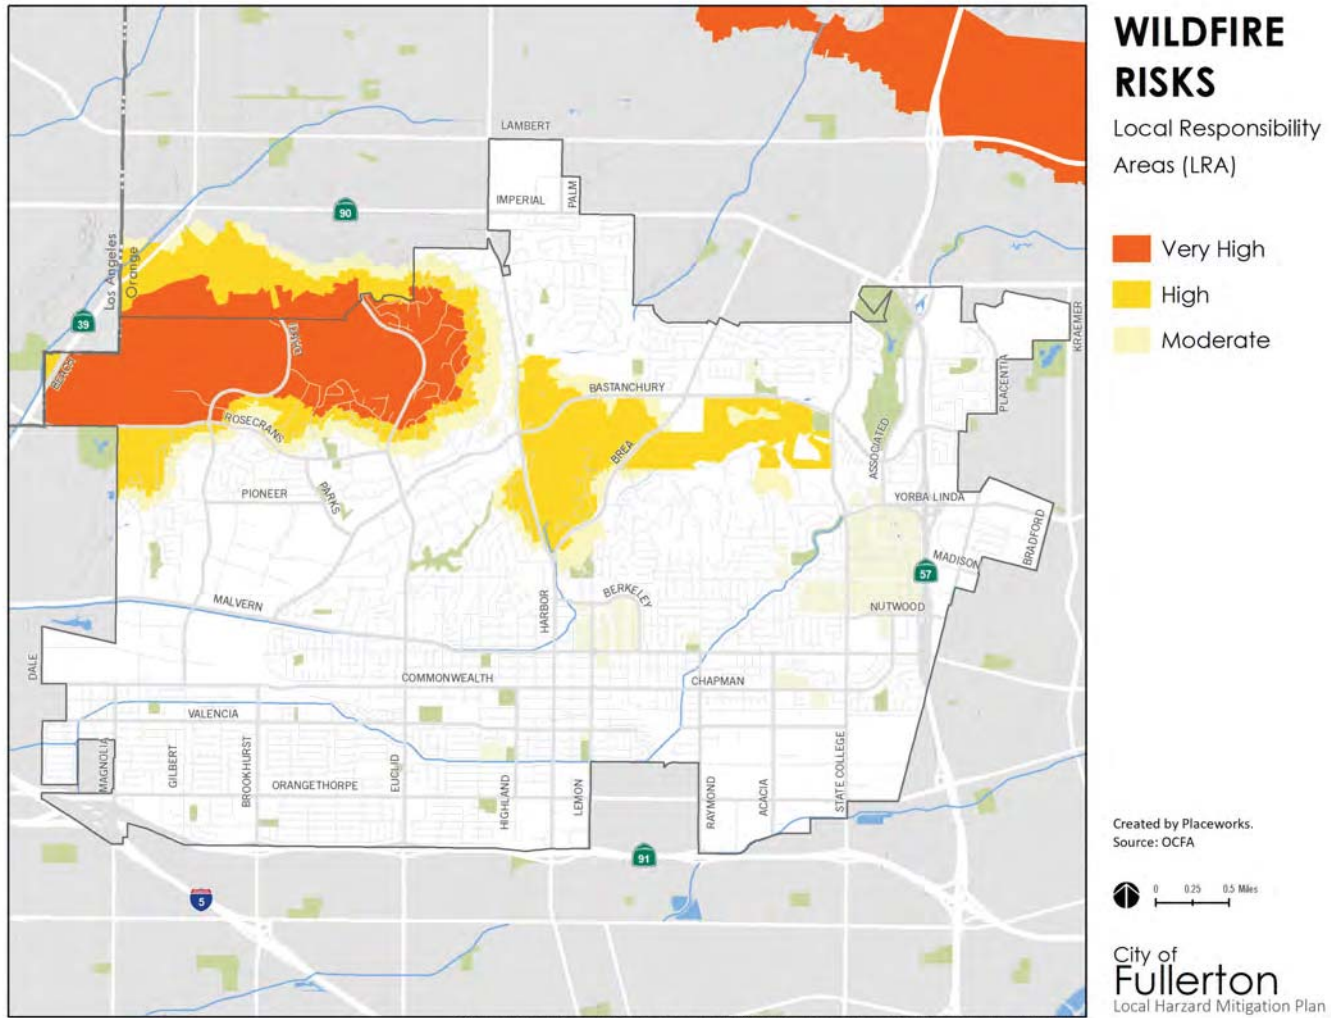 WILDFIRE
RISKS
Local Responsibility
Areas (LRA)
Very High
High
Moderate
Created by Placeworks.
Source: OCFA
0 0.25 0.5 Miles
City of
Fullerton
Local Harzard Mitigation Plan
LAMBERT
IMPERIAL
PALM
90
Los Angeles
Orange
39
BEACH
PARKS
ROSECRANS
BASTANCHURY
BREA
KRAEMER
PLACENTIA
ASSOCIATED
PIONEER
PARKS
YORBA LINDA
BRADFORD
MADISON
57
NUTWOOD
MALVERN
HARBOR
BERKELEY
DALE
COMMONWEALTH
CHAPMAN
VALENCIA
MAGNOLIA
GILBERT
BROOKHURST
ORANGETHORPE
EUCLID
HIGHLAND
LEMON
RAYMOND
ACACIA
STATE COLLEGE
91
5